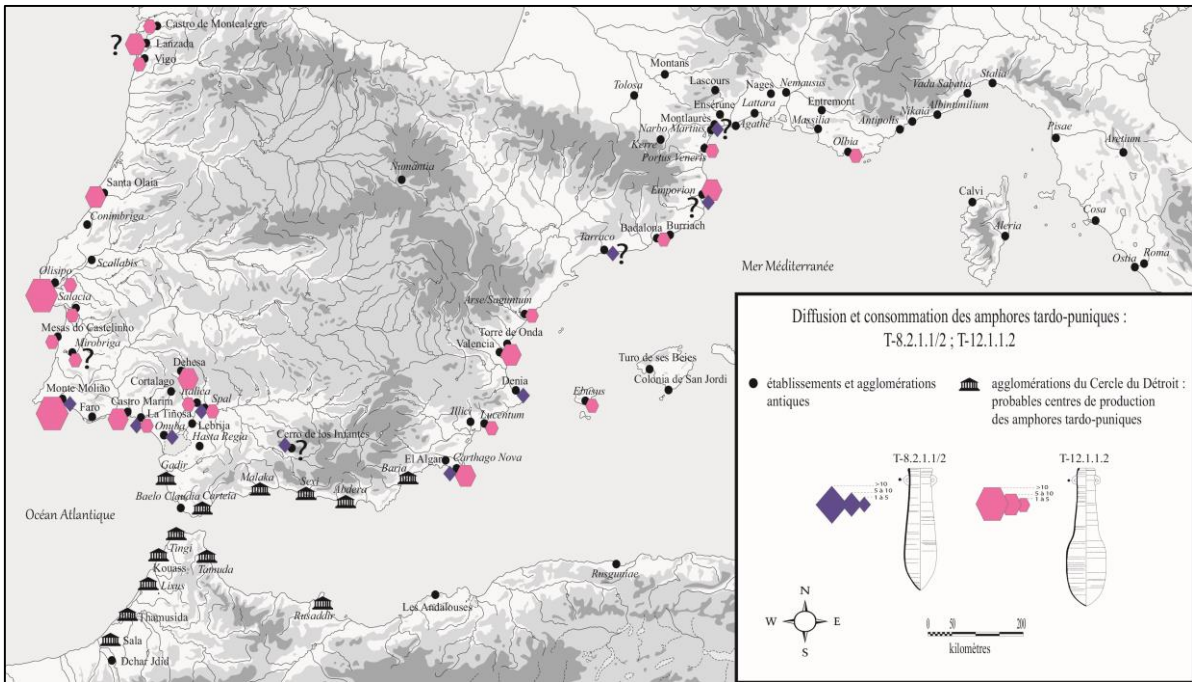 Castro de Montealegre
?
Lanzada
Vigo
Santa Olaia
Conimbriga
Scallabis
Olisipo
Salacia
Mesas do Castelinho
Mirobriga
?
Monte Molião
Faro
Castro Marim
La Tiñosa
Onuba
Cortalago
Dehesa
Italica
Spal
Lebrija
Hasta Regia
Gadir
Baelo Claudia
Carteia
Malaka
Sexi
Abdera
Baria
Cerro de los Infantes
?
Numantia
El Algar
Carthago Nova
Illici
Lucentum
Denia
Valencia
Torre de Onda
Arse/Saguntum
Tarraco
?
Badalona
Burriach
Emporion
?
Portus Veneris
Kerre
Narbo Martius
?
Montlaurès
Ensérune
Lascours
Montans
Tolosa
Agathé
Lattara
Nages
Nemausus
Entremont
Massilia
Olbia
Antipolis
Nikaia
Albintimilium
Vada Sabatia
Stalia
Pisae
Aretium
Cosa
Ostia
Roma
Calvi
Aleria
Mer Méditerranée
Turo de ses Beies
Colonia de San Jordi
Ebusus
Océan Atlantique
Tingi
Kouass
Tamuda
Lixus
Thamusida
Sala
Dchar Jdid
Rusaddir
Les Andalouses
Rusguniae
Diffusion et consommation des amphores tardo-puniques :
T-8.2.1.1/2 ; T-12.1.1.2
établissements et agglomérations
antiques
agglomérations du Cercle du Détroit :
probables centres de production
des amphores tardo-puniques
T-8.2.1.1/2
>10
5 à 10
1 à 5
T-12.1.1.2
>10
5 à 10
1 à 5
N
W
E
S
0
50
100
200
kilomètres